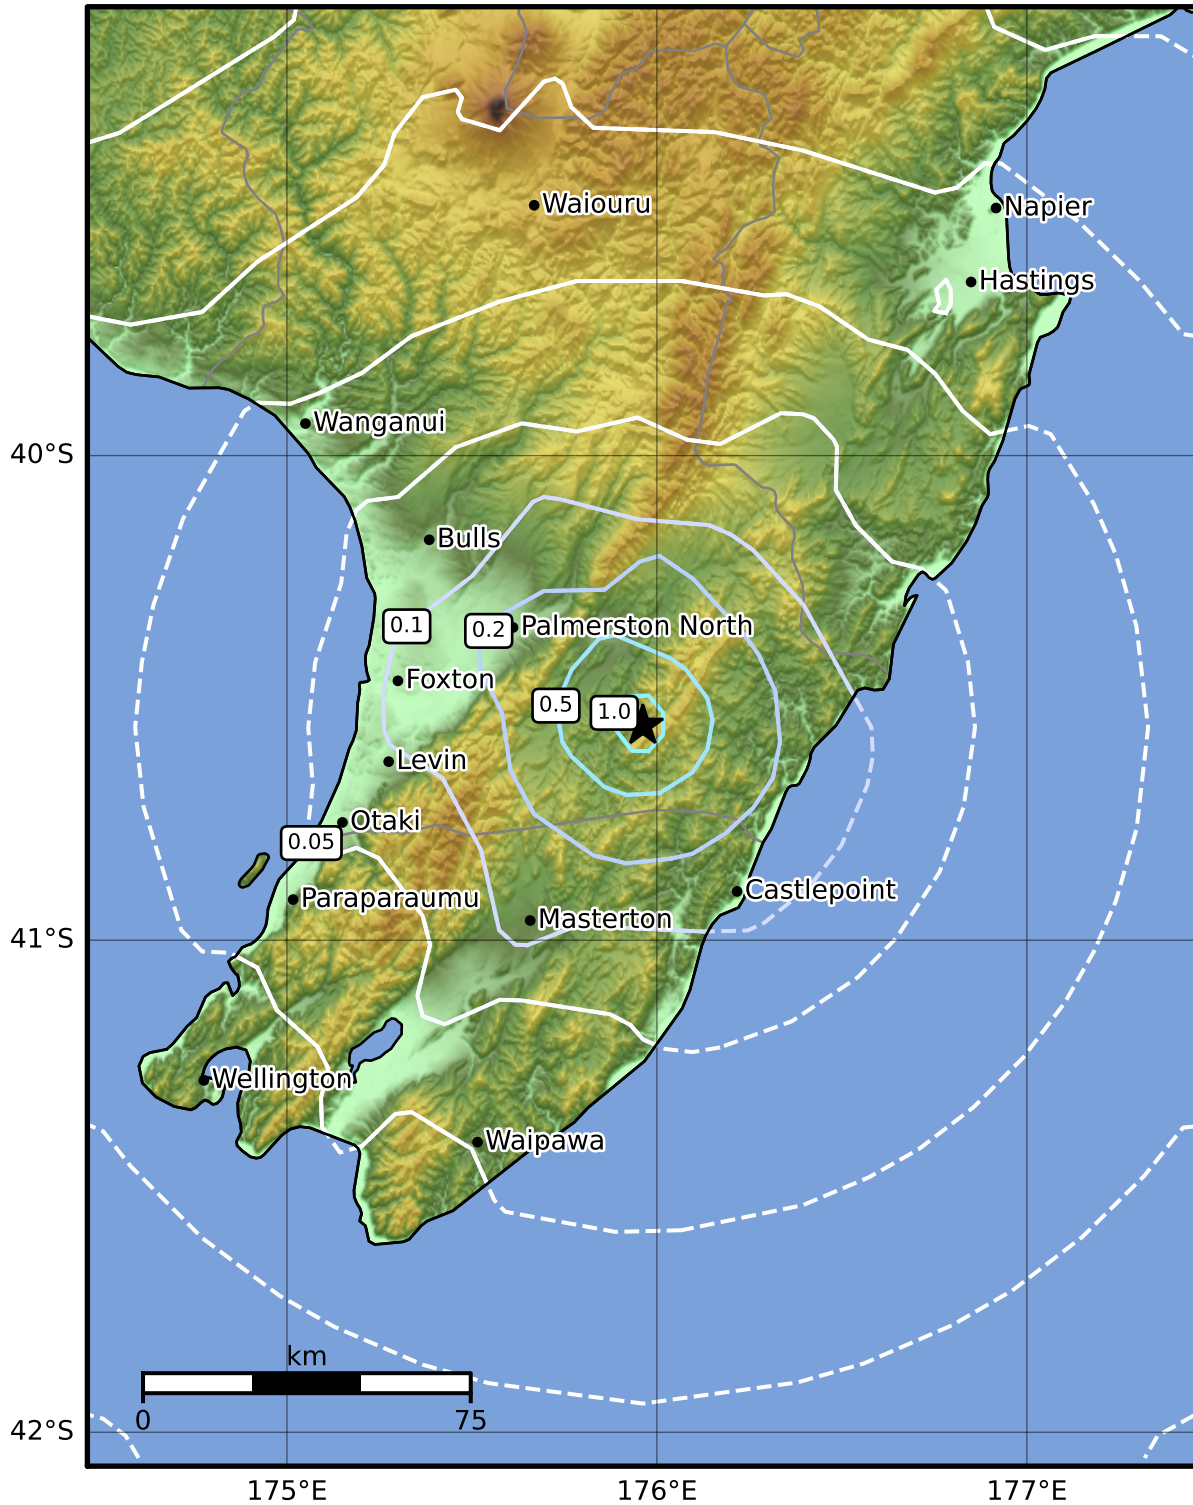 Waiouru
Napier
Hastings
Wanganui
40°S
Bulls
0.1
0.2
Palmerston North
Foxton
0.5
1.0
Levin
Otaki
0.05
Castlepoint
Paraparaumu
Masterton
41°S
Wellington
Waipawa
km
0
75
42°S
175°E
176°E
177°E